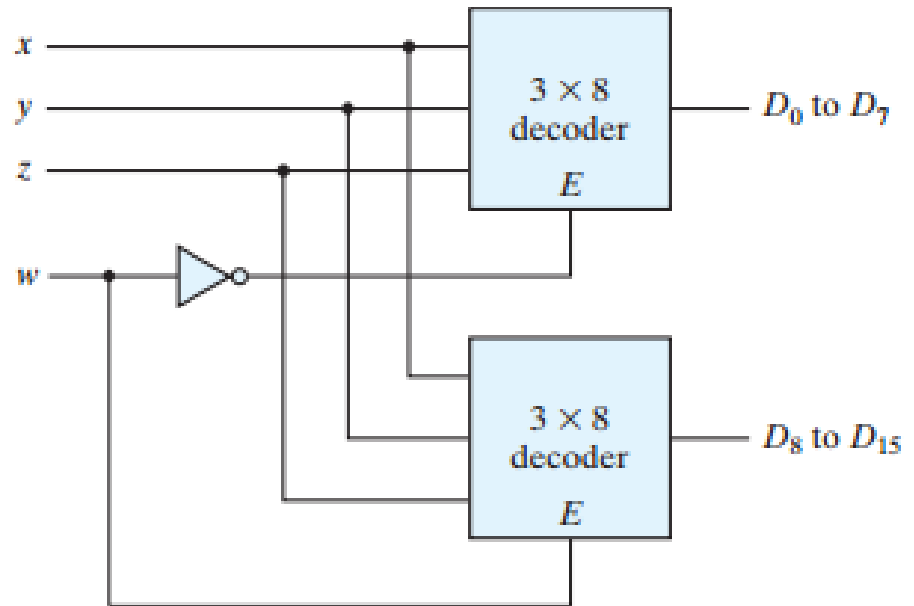 x
y
z
w
3 × 8
decoder
E
D₀ to D₇
3 × 8
decoder
E
D₈ to D₁₅